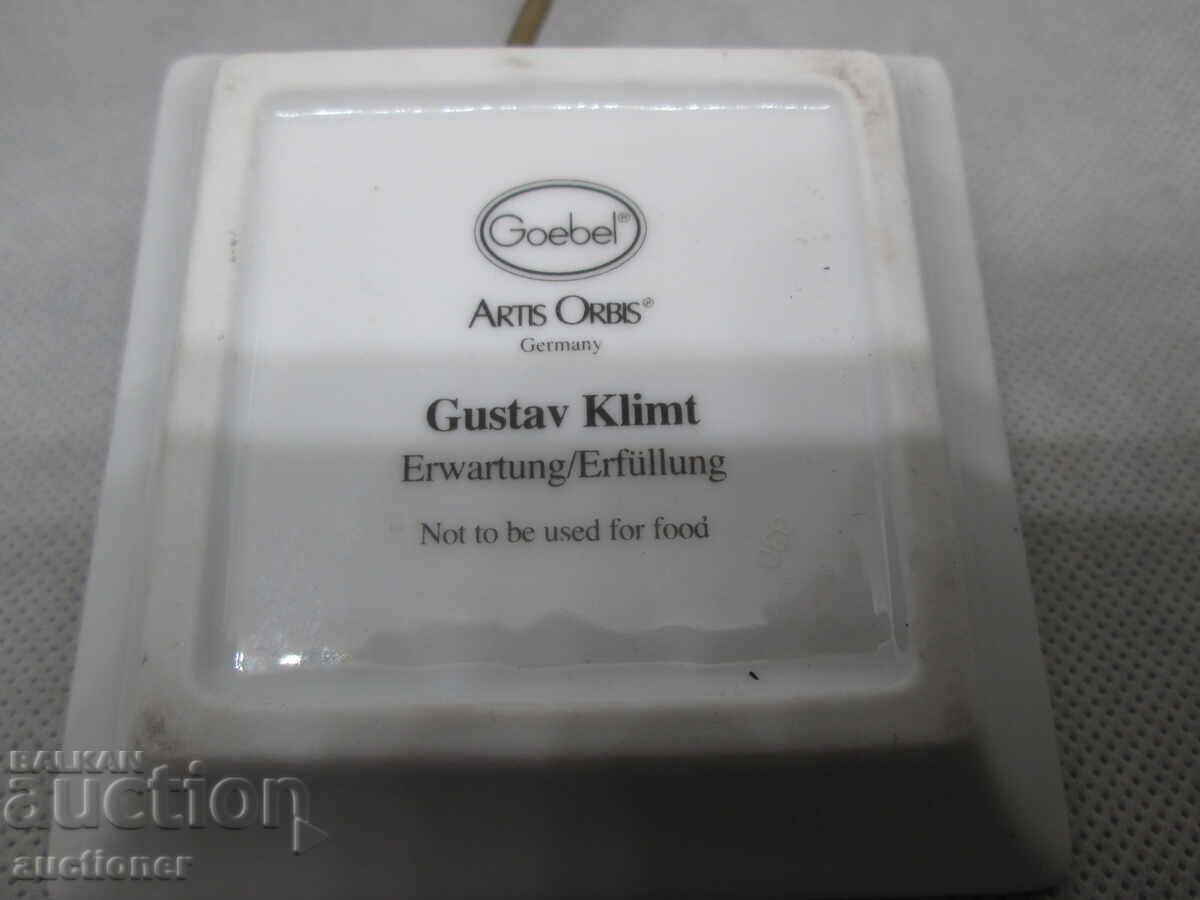 Goebel®
ARTIS ORBIS®
Germany
Gustav Klimt
Erwartung/Erfüllung
Not to be used for food
BALKAN
auction
auctioner